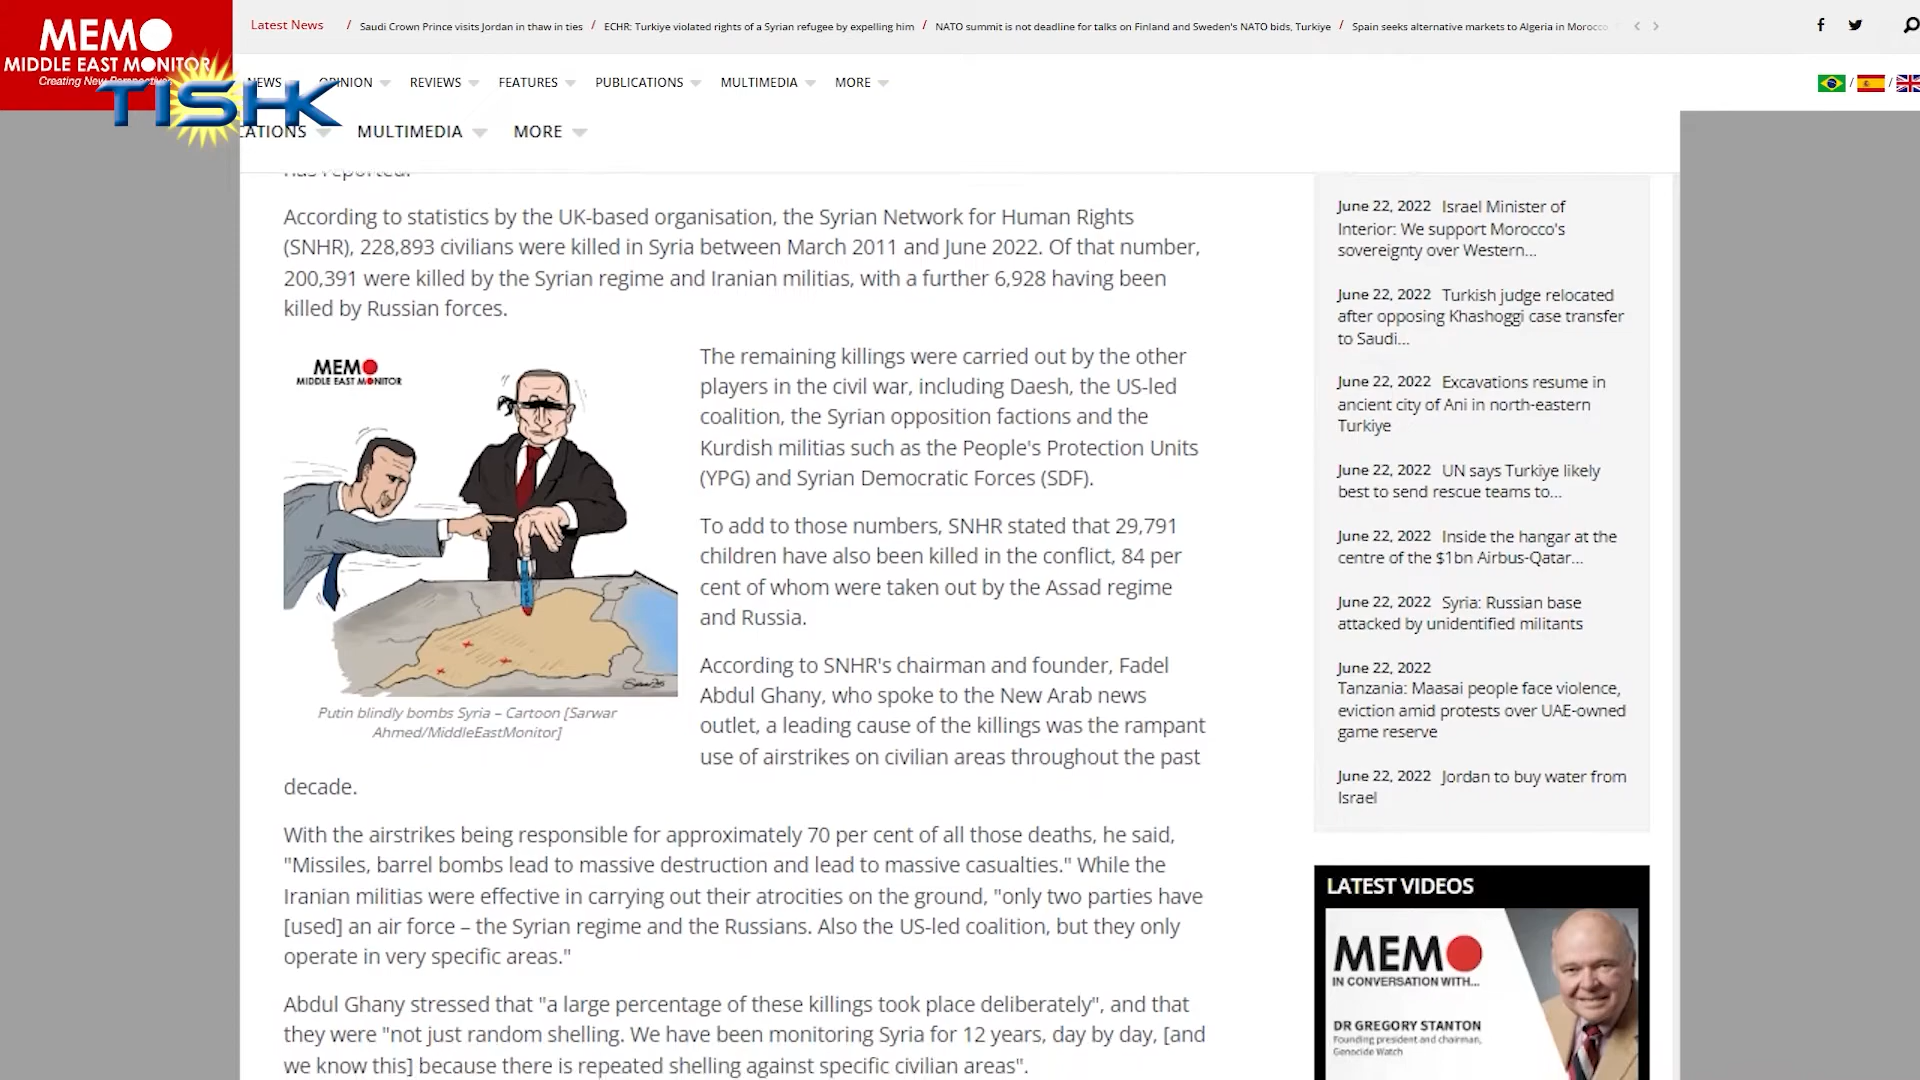 MEMO
MIDDLE EAST MONITOR
Creating New Perspectives
TISHK
Latest News / Saudi Crown Prince visits Jordan in thaw in ties / ECHR: Turkiye violated rights of a Syrian refugee by expelling him / NATO summit is not deadline for talks on Finland and Sweden's NATO bids, Turkiye / Spain seeks alternative markets to Algeria in Morocco
NEWS OPINION REVIEWS FEATURES PUBLICATIONS MULTIMEDIA MORE
CATIONS MULTIMEDIA MORE
has reported.
According to statistics by the UK-based organisation, the Syrian Network for Human Rights
(SNHR), 228,893 civilians were killed in Syria between March 2011 and June 2022. Of that number,
200,391 were killed by the Syrian regime and Iranian militias, with a further 6,928 having been
killed by Russian forces.
MEMO
MIDDLE EAST MONITOR
Putin blindly bombs Syria – Cartoon [Sarwar
Ahmed/MiddleEastMonitor]
The remaining killings were carried out by the other
players in the civil war, including Daesh, the US-led
coalition, the Syrian opposition factions and the
Kurdish militias such as the People's Protection Units
(YPG) and Syrian Democratic Forces (SDF).
To add to those numbers, SNHR stated that 29,791
children have also been killed in the conflict, 84 per
cent of whom were taken out by the Assad regime
and Russia.
According to SNHR's chairman and founder, Fadel
Abdul Ghany, who spoke to the New Arab news
outlet, a leading cause of the killings was the rampant
use of airstrikes on civilian areas throughout the past
decade.
With the airstrikes being responsible for approximately 70 per cent of all those deaths, he said,
"Missiles, barrel bombs lead to massive destruction and lead to massive casualties." While the
Iranian militias were effective in carrying out their atrocities on the ground, "only two parties have
[used] an air force – the Syrian regime and the Russians. Also the US-led coalition, but they only
operate in very specific areas."
Abdul Ghany stressed that "a large percentage of these killings took place deliberately", and that
they were "not just random shelling. We have been monitoring Syria for 12 years, day by day, [and
we know this] because there is repeated shelling against specific civilian areas".
June 22, 2022 Israel Minister of
Interior: We support Morocco's
sovereignty over Western...
June 22, 2022 Turkish judge relocated
after opposing Khashoggi case transfer
to Saudi...
June 22, 2022 Excavations resume in
ancient city of Ani in north-eastern
Turkiye
June 22, 2022 UN says Turkiye likely
best to send rescue teams to...
June 22, 2022 Inside the hangar at the
centre of the $1bn Airbus-Qatar...
June 22, 2022 Syria: Russian base
attacked by unidentified militants
June 22, 2022
Tanzania: Maasai people face violence,
eviction amid protests over UAE-owned
game reserve
June 22, 2022 Jordan to buy water from
Israel
LATEST VIDEOS
MEMO
IN CONVERSATION WITH...
DR GREGORY STANTON
Founding president and chairman,
Genocide Watch